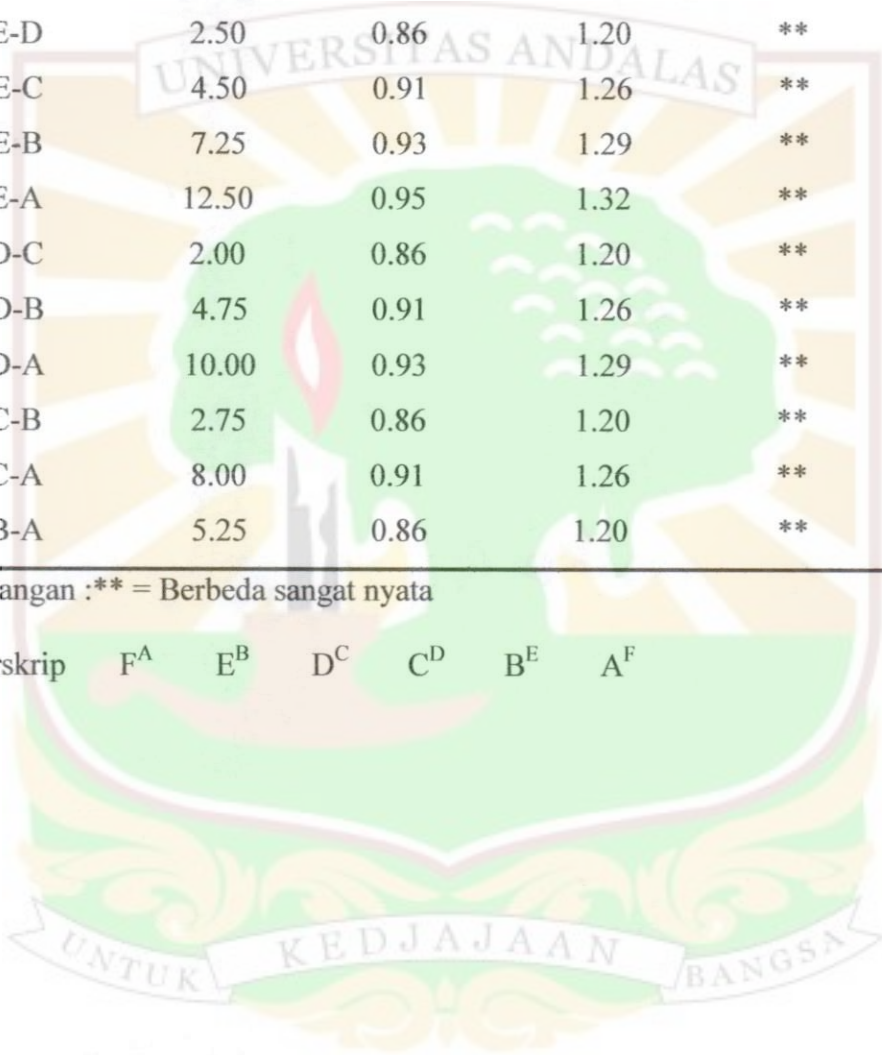 E-D 2.50 0.86 1.20 **
UNIVERSITAS ANDALAS
E-C 4.50 0.91 1.26 **
E-B 7.25 0.93 1.29 **
E-A 12.50 0.95 1.32 **
D-C 2.00 0.86 1.20 **
D-B 4.75 0.91 1.26 **
D-A 10.00 0.93 1.29 **
C-B 2.75 0.86 1.20 **
C-A 8.00 0.91 1.26 **
B-A 5.25 0.86 1.20 **
angan :** = Berbeda sangat nyata
rskrip F^A E^B D^C C^D B^E A^F
UNTUK KEDJAJAAN BANGSA